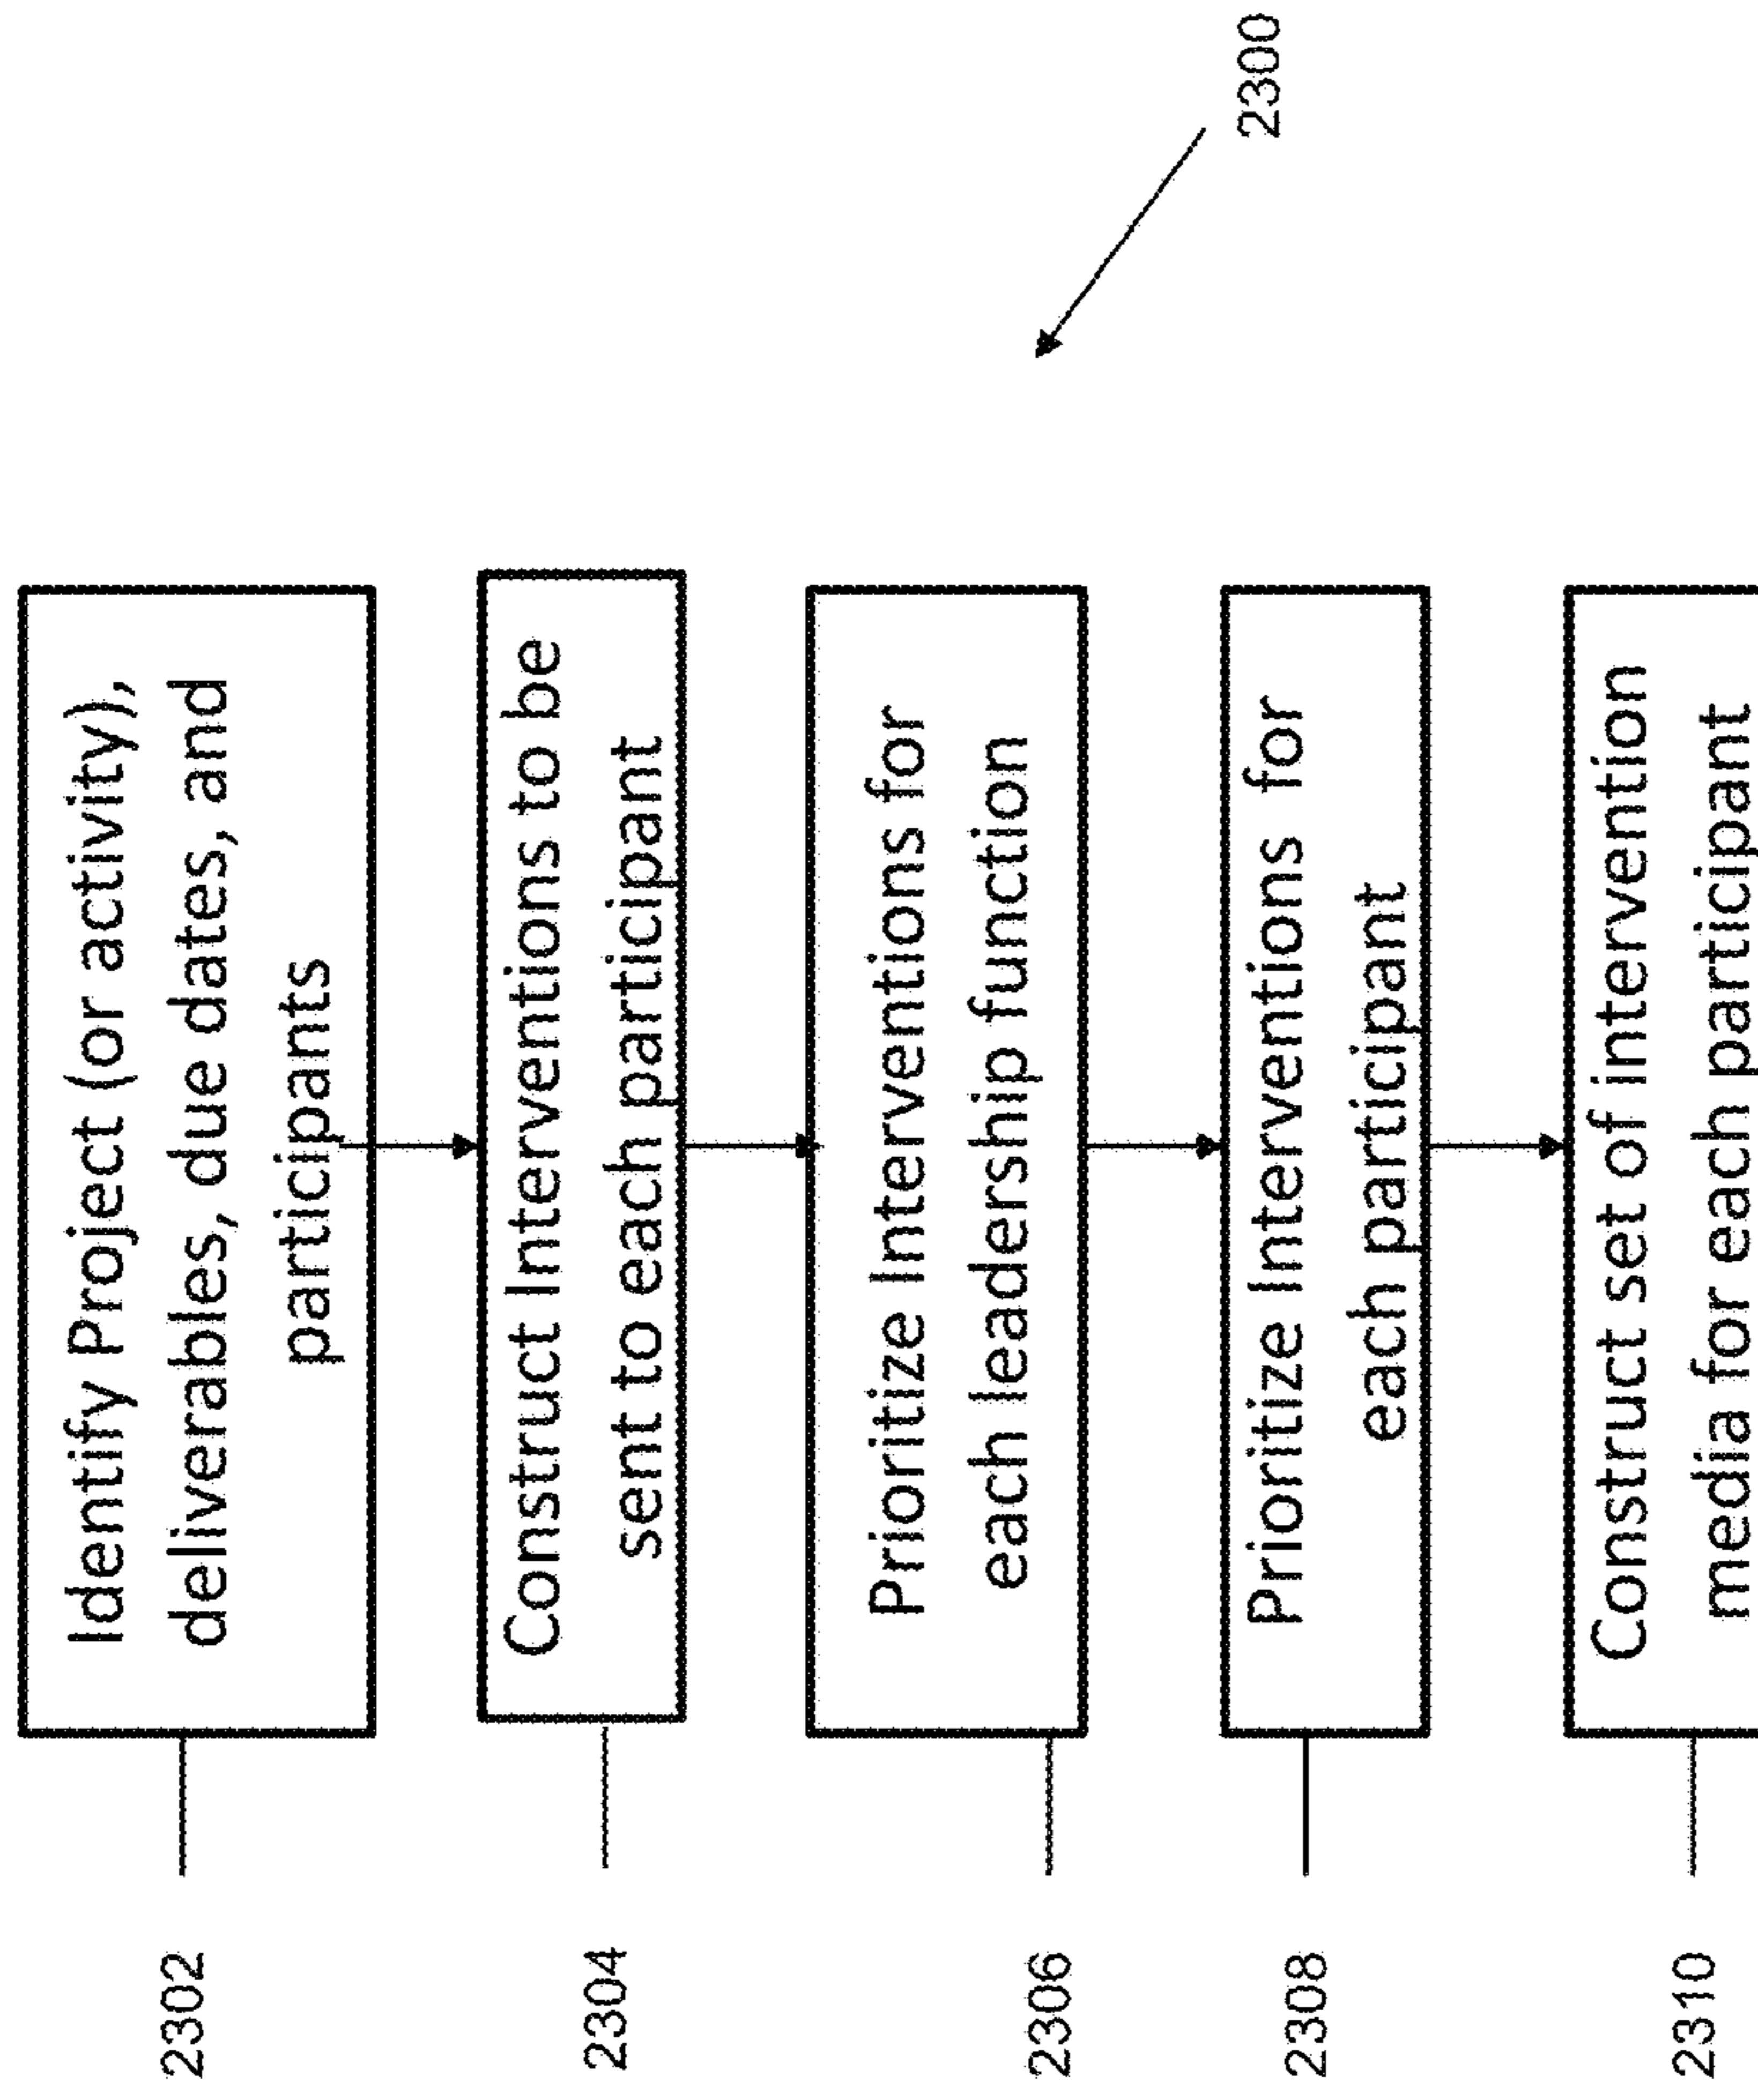 2302
Identify Project (or activity),
deliverables, due dates, and
participants
2304
Construct Interventions to be
sent to each participant
2306
Prioritize Interventions for
each leadership function
2308
Prioritize Interventions for
each participant
2310
Construct set of intervention
media for each participant
2300